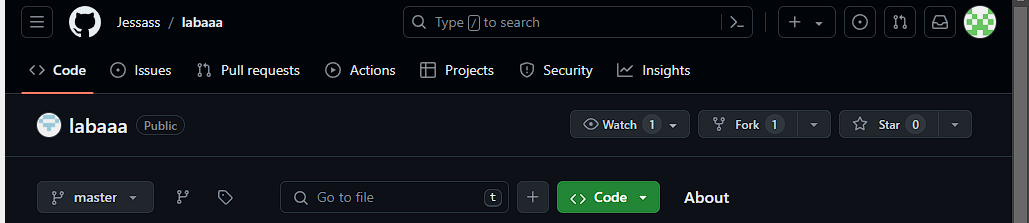 Jessass / labaaa Type / to search
Code Issues Pull requests Actions Projects Security Insights
labaaa Public Watch 1 Fork 1 Star 0
master Go to file t + Code About